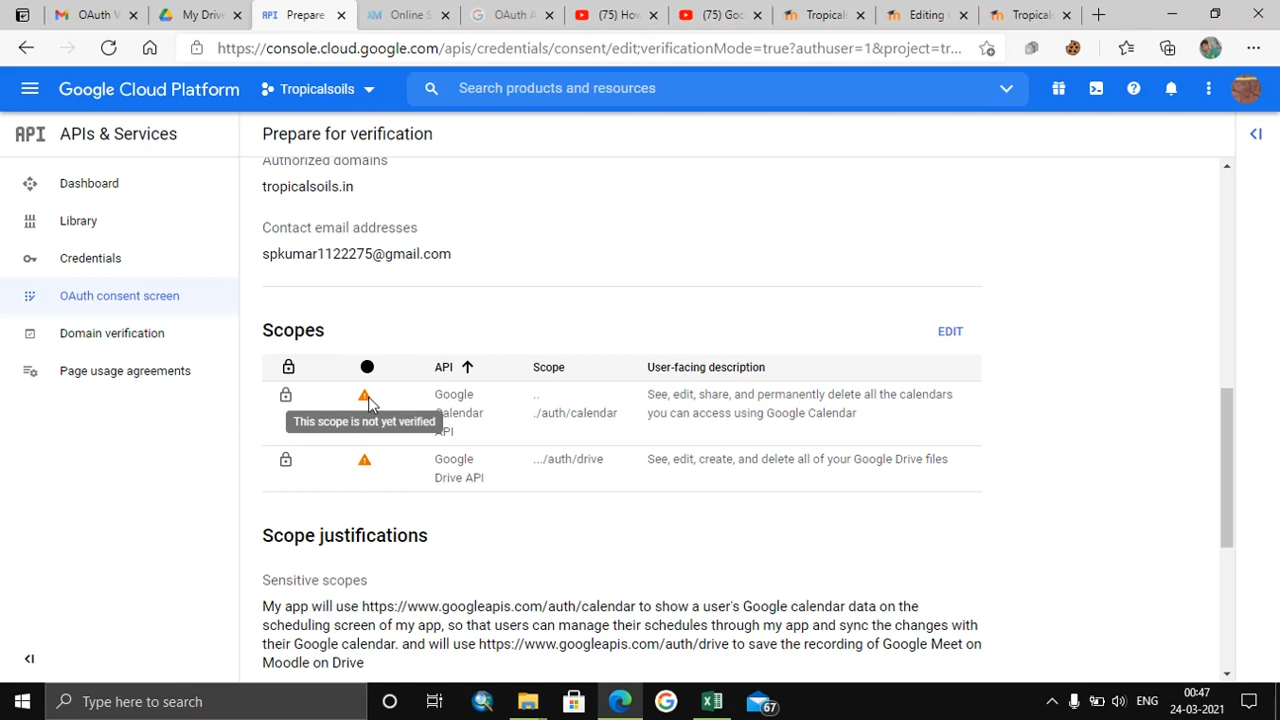 OAuth V
My Drive
API Prepare
XM Online S
OAuth A
(75) How
(75) Goo
Tropicals
Editing C
Tropicals
https://console.cloud.google.com/apis/credentials/consent/edit;verificationMode=true?authuser=1&project=tr...
Google Cloud Platform
Tropicalsoils
Search products and resources
API APIs & Services
Prepare for verification
Dashboard
Library
Credentials
OAuth consent screen
Domain verification
Page usage agreements
Authorized domains
tropicalsoils.in
Contact email addresses
spkumar1122275@gmail.com
Scopes
EDIT
API Scope User-facing description
Google Calendar API
..
./auth/calendar
See, edit, share, and permanently delete all the calendars
you can access using Google Calendar
This scope is not yet verified
Google
Drive API
.../auth/drive
See, edit, create, and delete all of your Google Drive files
Scope justifications
Sensitive scopes
My app will use https://www.googleapis.com/auth/calendar to show a user's Google calendar data on the
scheduling screen of my app, so that users can manage their schedules through my app and sync the changes with
their Google calendar. and will use https://www.googleapis.com/auth/drive to save the recording of Google Meet on
Moodle on Drive
Type here to search
67
ENG
00:47
24-03-2021